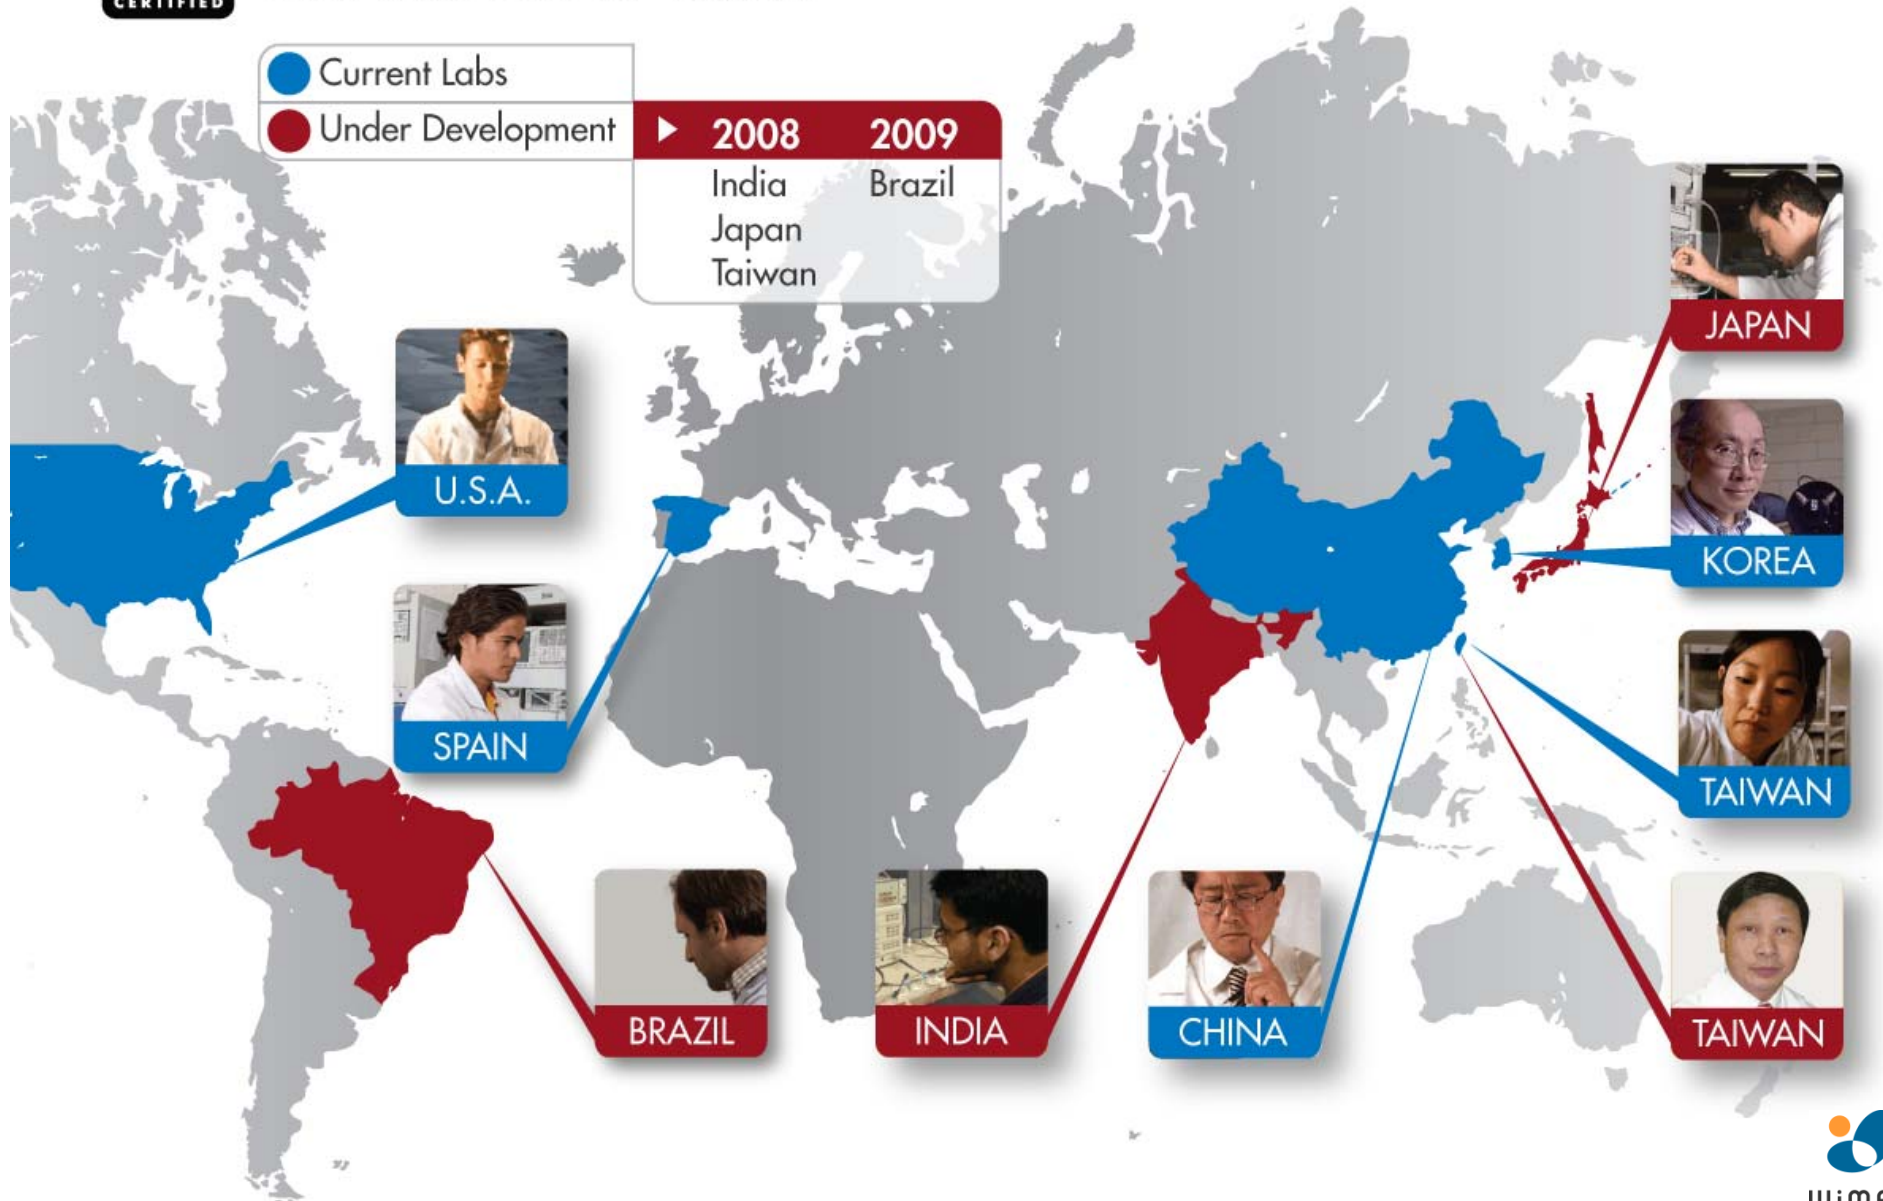 CERTIFIED
Current Labs
Under Development
2008 2009
India Brazil
Japan
Taiwan
JAPAN
U.S.A.
KOREA
SPAIN
TAIWAN
BRAZIL
INDIA
CHINA
TAIWAN